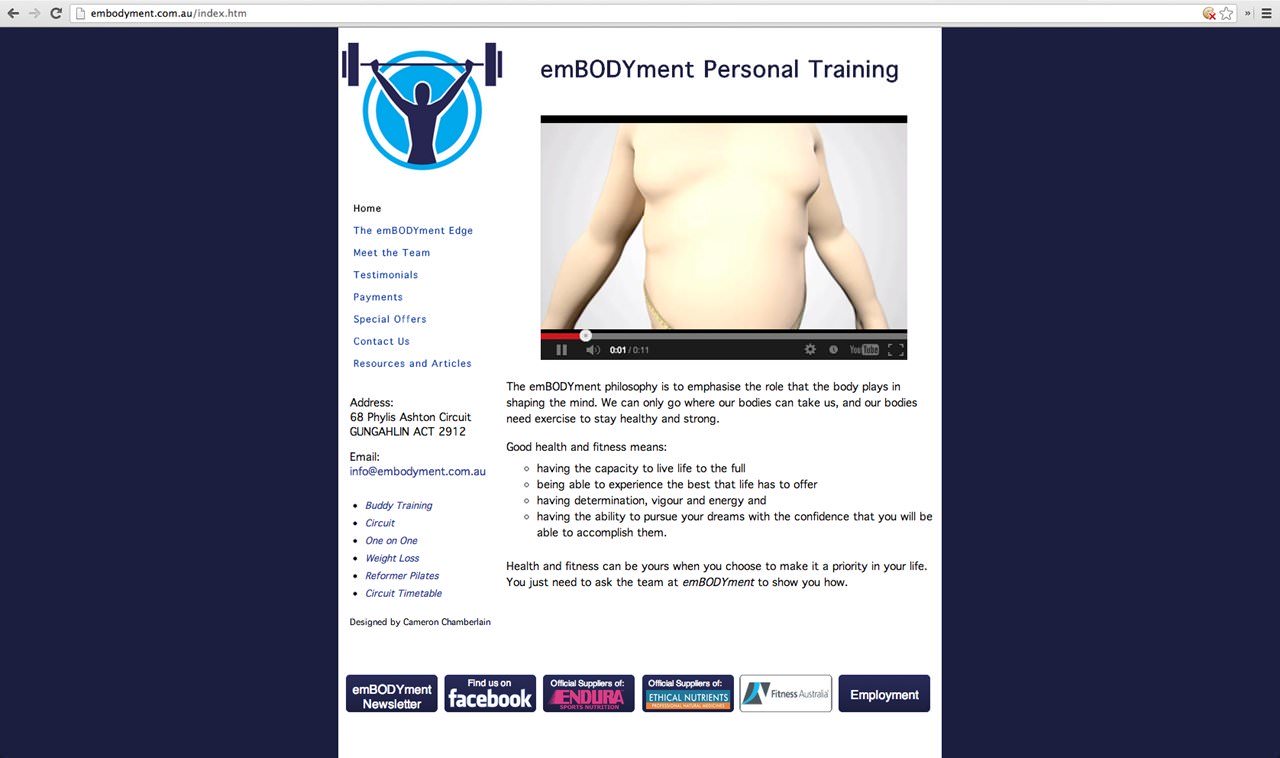 embodyment.com.au/index.htm
emBODYment Personal Training
Home
The emBODYment Edge
Meet the Team
Testimonials
Payments
Special Offers
Contact Us
Resources and Articles
Address:
68 Phylis Ashton Circuit
GUNGAHLIN ACT 2912
Email:
info@embodyment.com.au
Buddy Training
Circuit
One on One
Weight Loss
Reformer Pilates
Circuit Timetable
Designed by Cameron Chamberlain
0:01 / 0:11
YouTube
The emBODYment philosophy is to emphasise the role that the body plays in
shaping the mind. We can only go where our bodies can take us, and our bodies
need exercise to stay healthy and strong.
Good health and fitness means:
having the capacity to live life to the full
being able to experience the best that life has to offer
having determination, vigour and energy and
having the ability to pursue your dreams with the confidence that you will be
able to accomplish them.
Health and fitness can be yours when you choose to make it a priority in your life.
You just need to ask the team at emBODYment to show you how.
emBODYment
Newsletter
Find us on
facebook
Official Suppliers of:
ENDURA
SPORTS NUTRITION
Official Suppliers of:
ETHICAL NUTRIENTS
PROFESSIONAL NATURAL MEDICINES
Fitness Australia
Employment